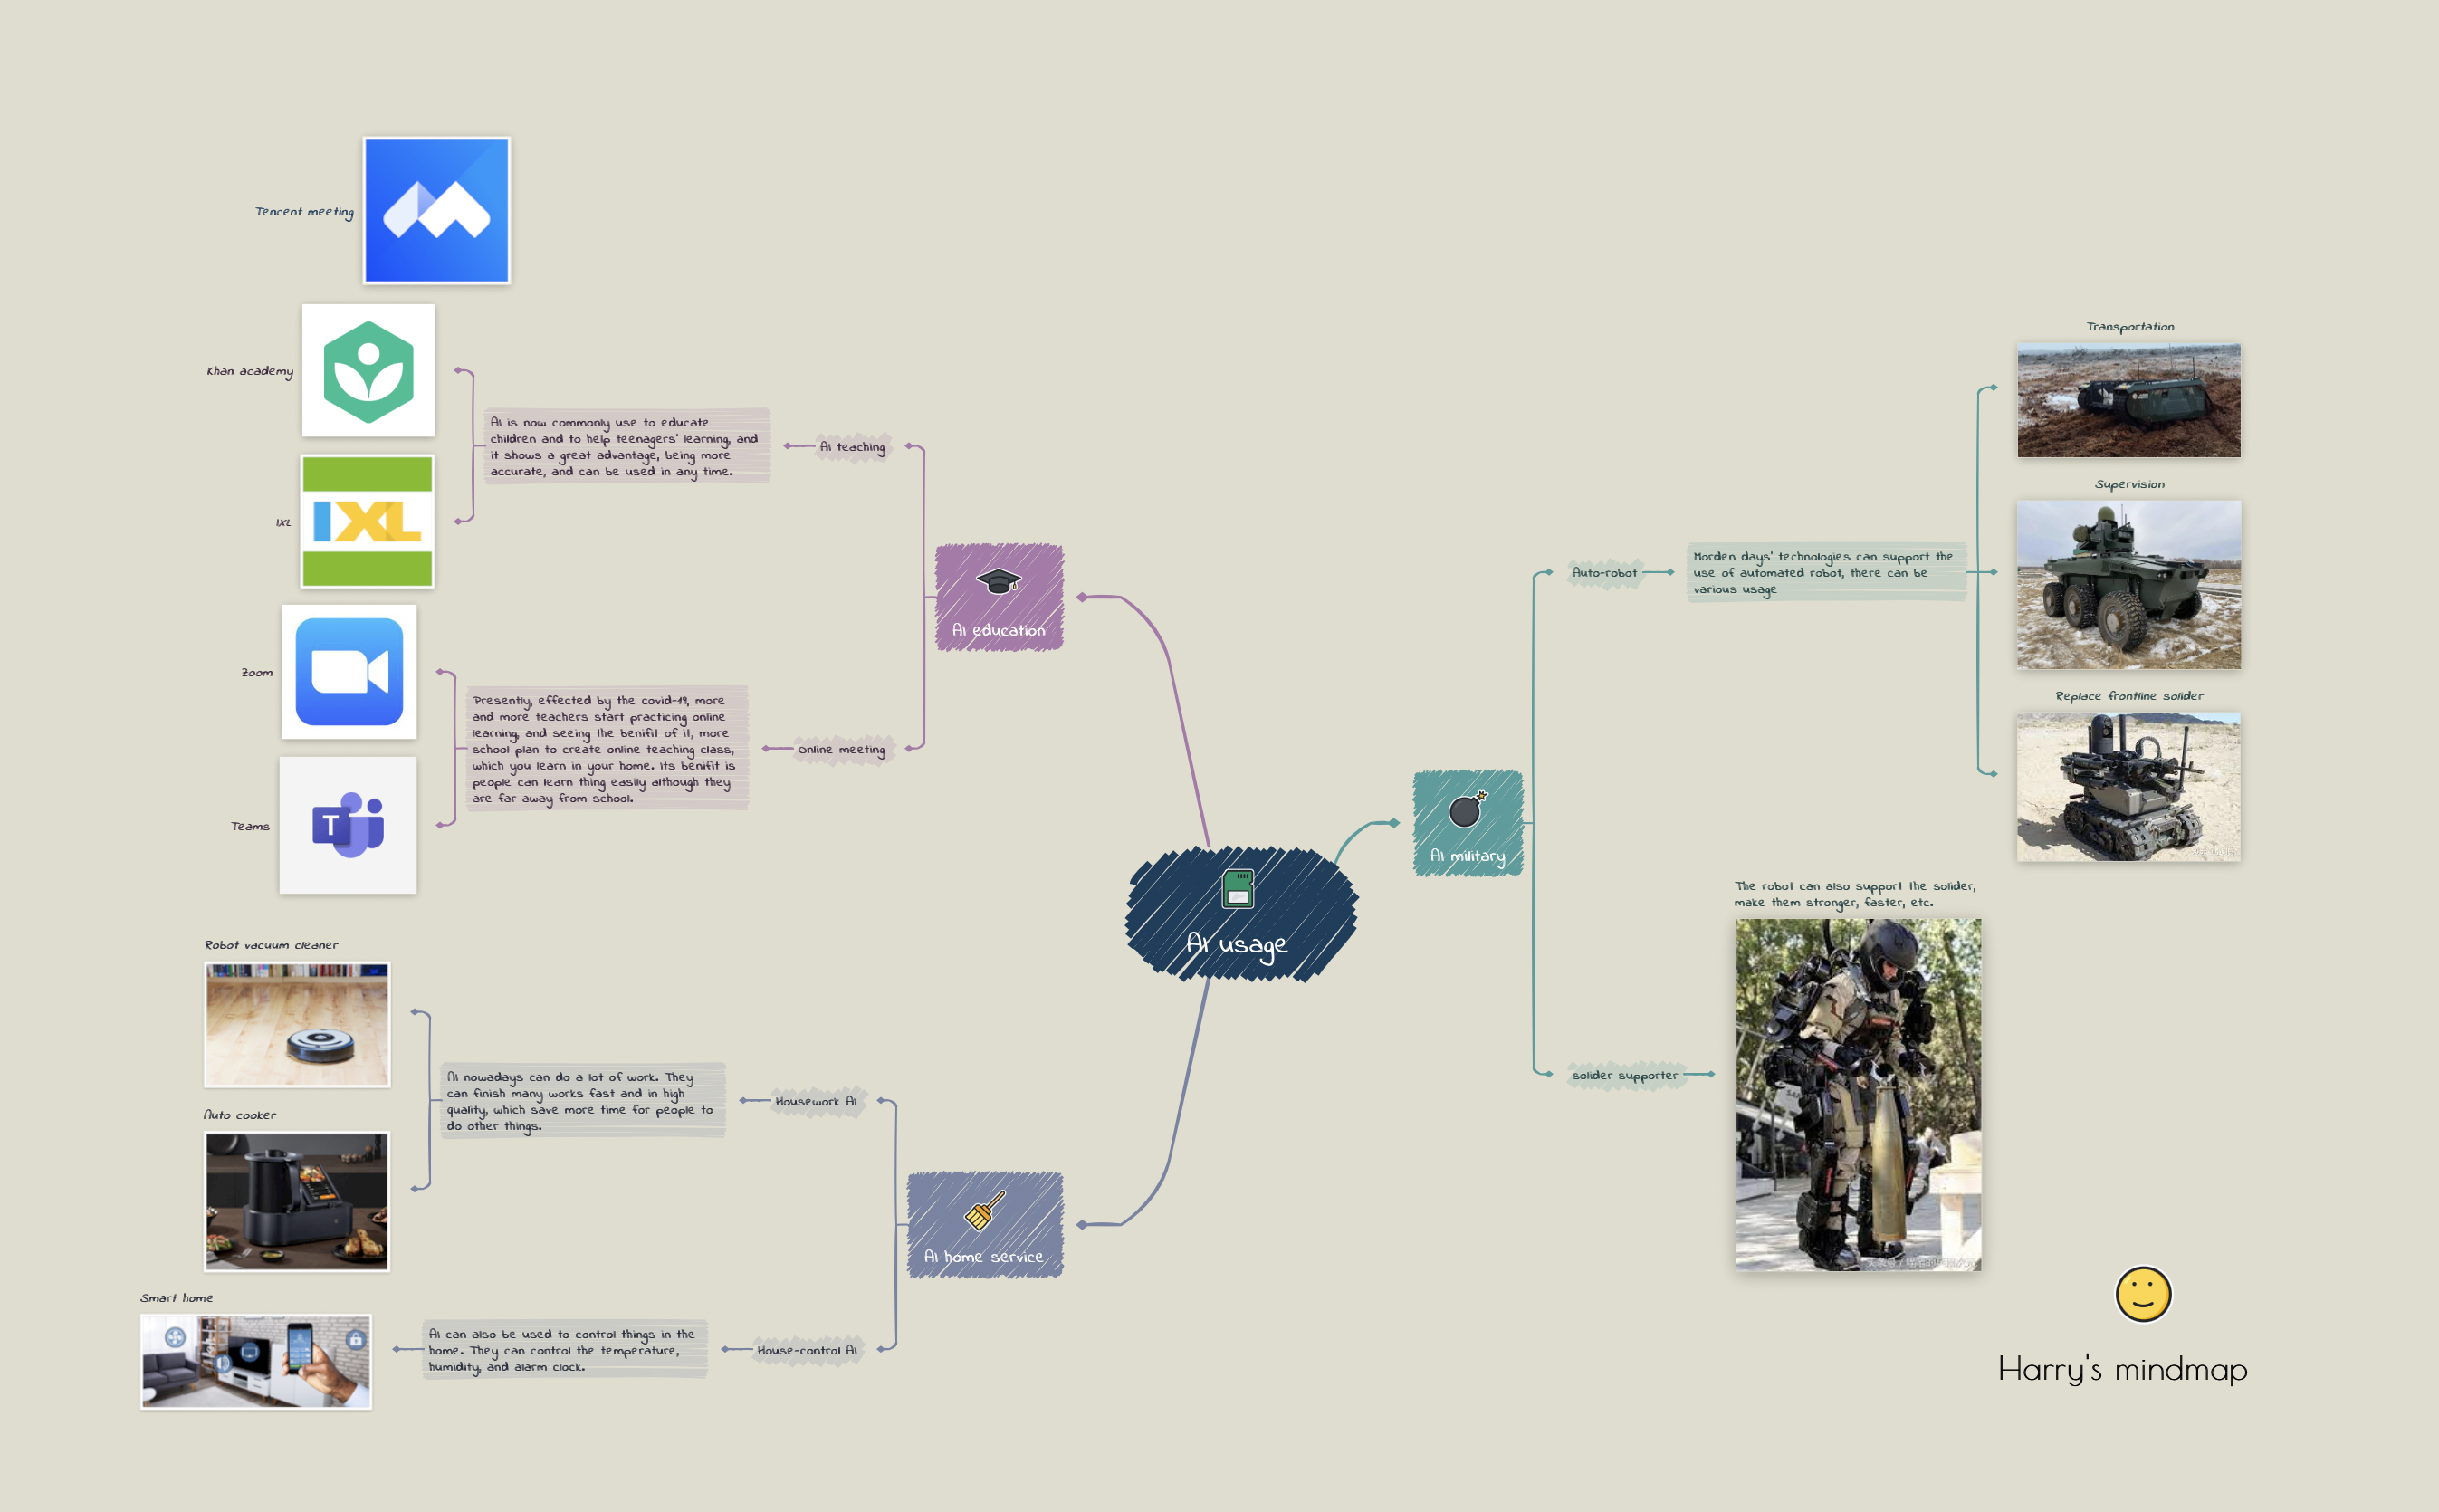 Tencent meeting
Khan academy
IXL
IXL
Zoom
Teams
T
AI is now commonly use to educate
children and to help teenagers' learning, and
it shows a great advantage, being more
accurate, and can be used in any time.
AI teaching
Presently, effected by the covid-19, more
and more teachers start practicing online
learning, and seeing the benifit of it, more
school plan to create online teaching class,
which you learn in your home. Its benifit is
people can learn thing easily although they
are far away from school.
Online meeting
AI education
AI usage
AI military
Auto-robot
Morden days' technologies can support the
use of automated robot, there can be
various usage
Transportation
Supervision
Replace frontline solider
solider supporter
The robot can also support the solider,
make them stronger, faster, etc.
AI home service
Housework AI
AI nowadays can do a lot of work. They
can finish many works fast and in high
quality, which save more time for people to
do other things.
Robot vacuum cleaner
Auto cooker
House-control AI
AI can also be used to control things in the
home. They can control the temperature,
humidity, and alarm clock.
Smart home
Harry's mindmap